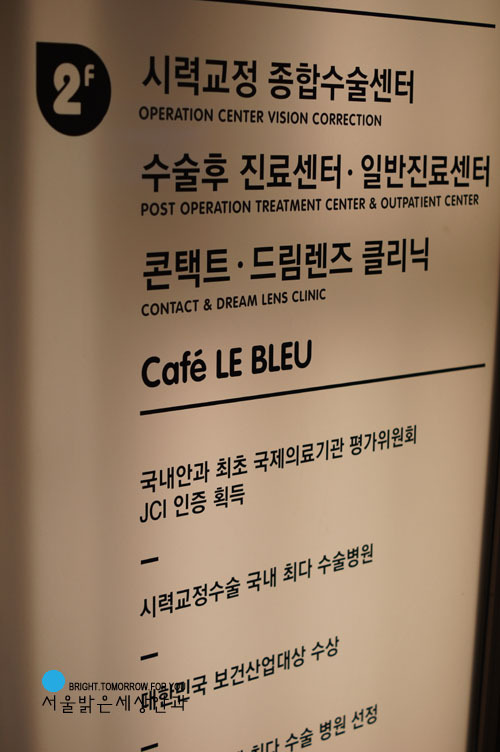 2F
시력교정 종합수술센터
OPERATION CENTER VISION CORRECTION
수술후 진료센터·일반진료센터
POST OPERATION TREATMENT CENTER & OUTPATIENT CENTER
콘택트·드림렌즈 클리닉
CONTACT & DREAM LENS CLINIC
Café LE BLEU
국내안과 최초 국제의료기관 평가위원회
JCI 인증 획득
시력교정수술 국내 최다 수술병원
대한민국 보건산업대상 수상
최다 수술 병원 선정
BRIGHT.TOMORROW.FOR YOU
서울밝은세상안과